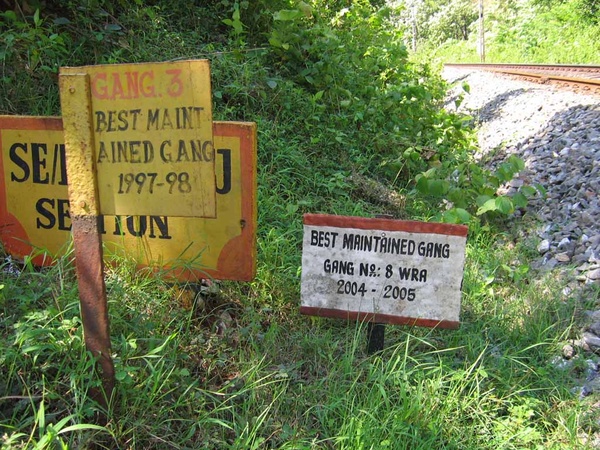 GANG. 3
BEST MAINT
AINED GANG
1997-98
SE/
J
SE TION
BEST MAINTAINED GANG
GANG No.: 8 WRA
2004 - 2005